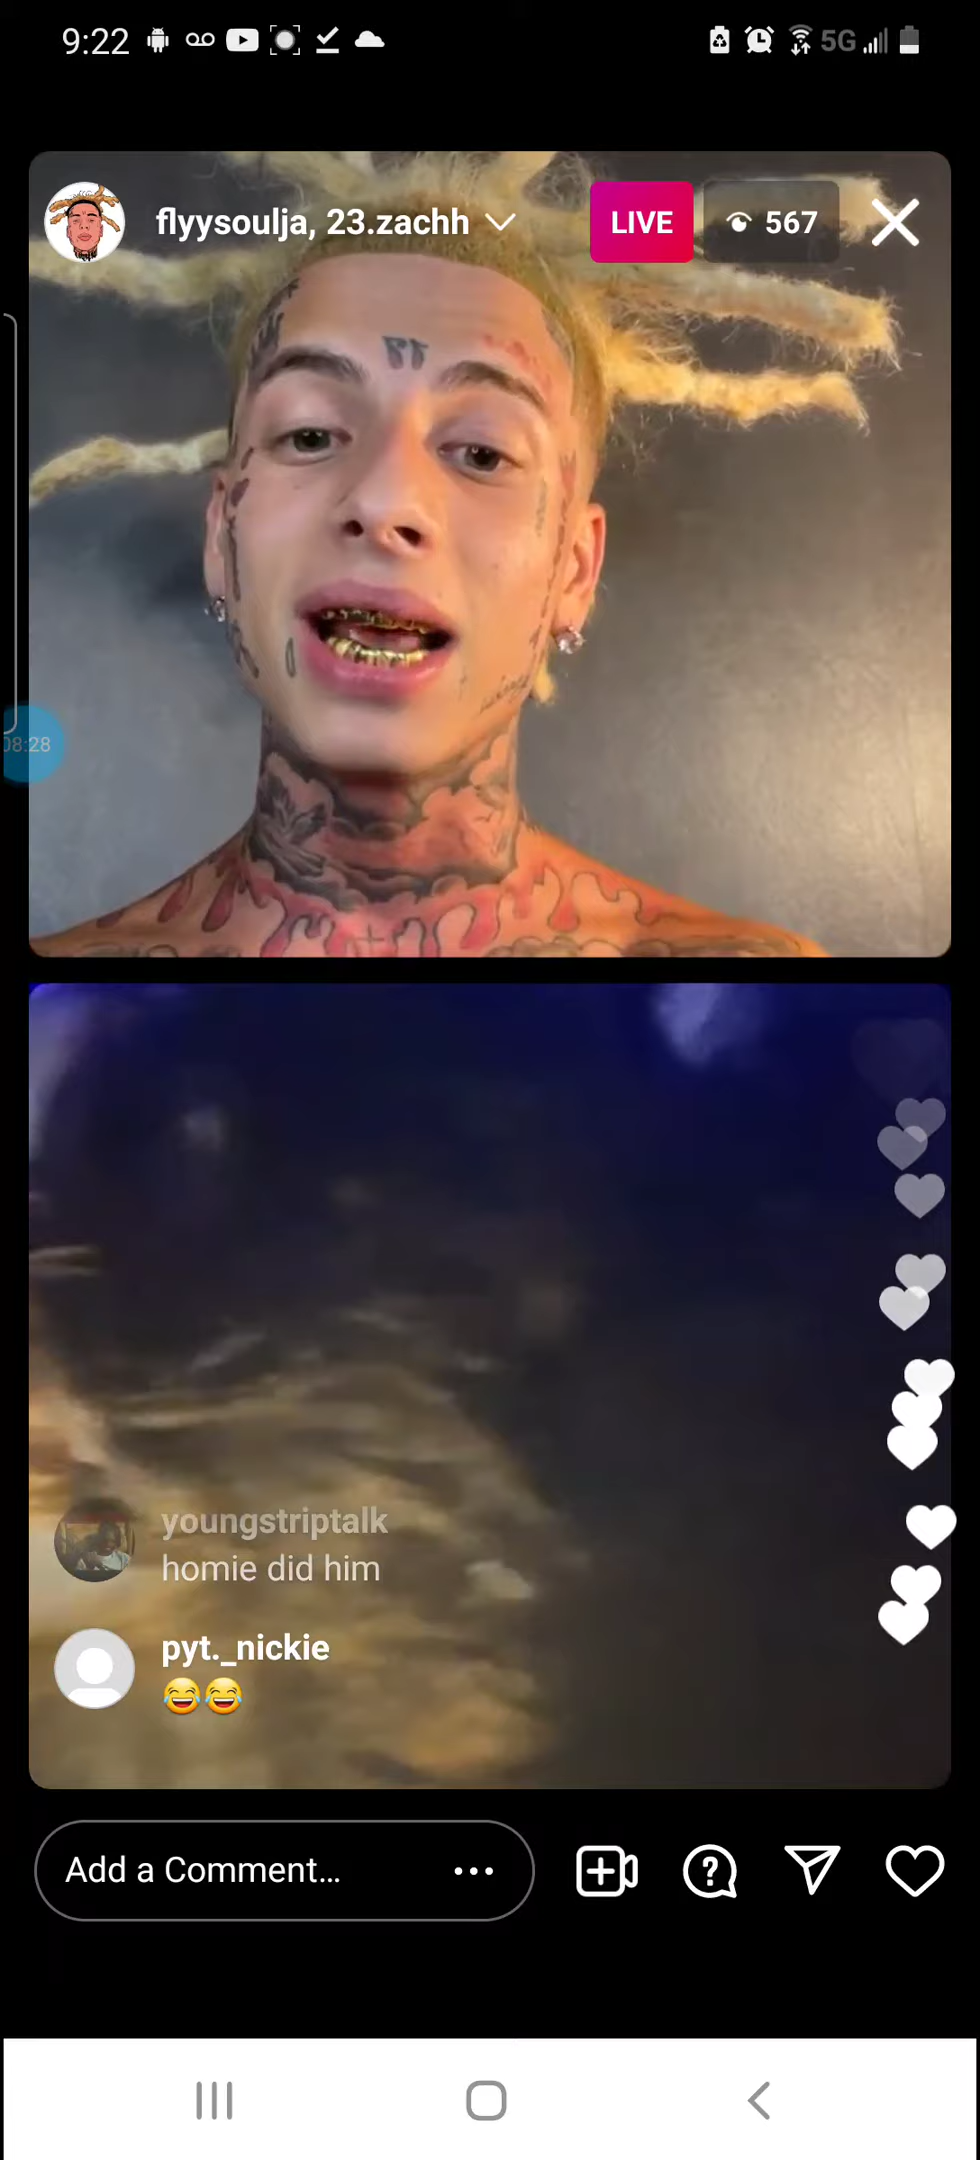 9:22
5G
flyysoulja, 23.zachh
LIVE
567
08:28
youngstriptalk
homie did him
pyt._nickie
😂😂
Add a Comment...